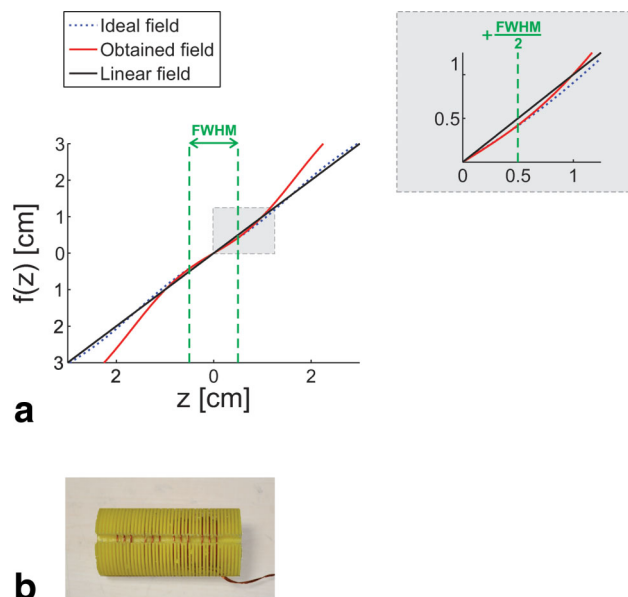 Ideal field
Obtained field
Linear field
+FWHM/2
1
0.5
0
0.5
1
FWHM
3
2
1
0
1
2
3
f(z) [cm]
2
0
2
z [cm]
a
b